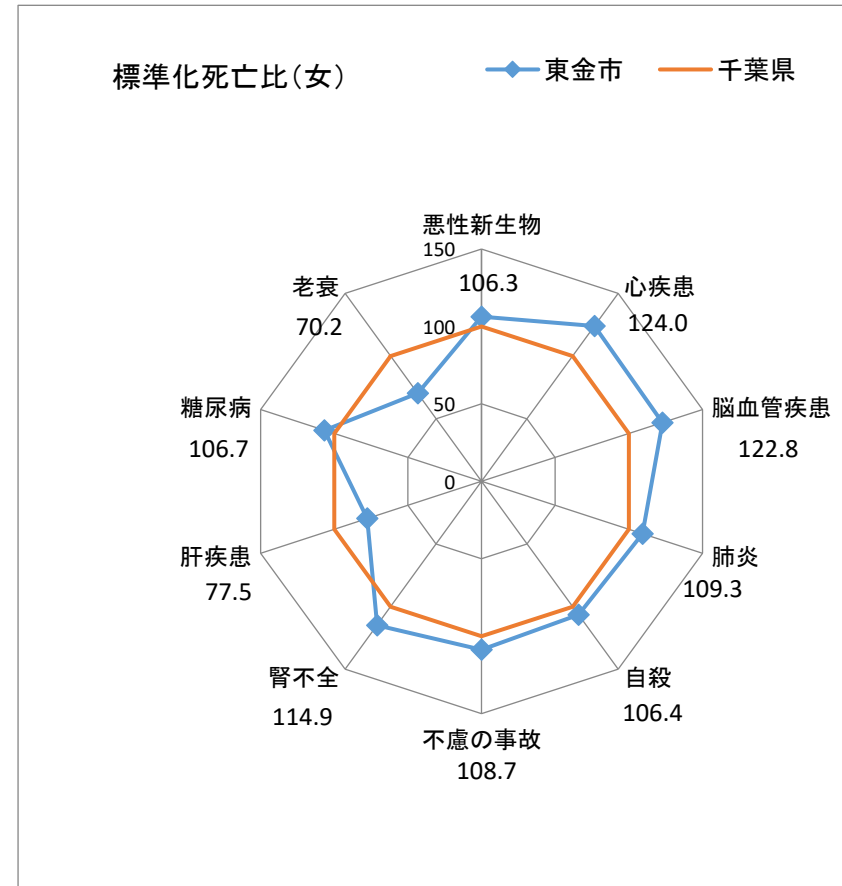 標準化死亡比(女)
東金市
千葉県
悪性新生物
106.3
心疾患
124.0
脳血管疾患
122.8
肺炎
109.3
自殺
106.4
不慮の事故
108.7
腎不全
114.9
肝疾患
77.5
糖尿病
106.7
老衰
70.2
150
100
50
0